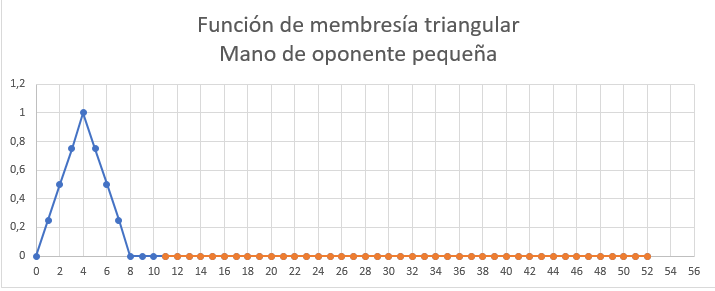 Función de membresía triangular
Mano de oponente pequeña
1,2
1
0,8
0,6
0,4
0,2
0
0 2 4 6 8 10 12 14 16 18 20 22 24 26 28 30 32 34 36 38 40 42 44 46 48 50 52 54 56